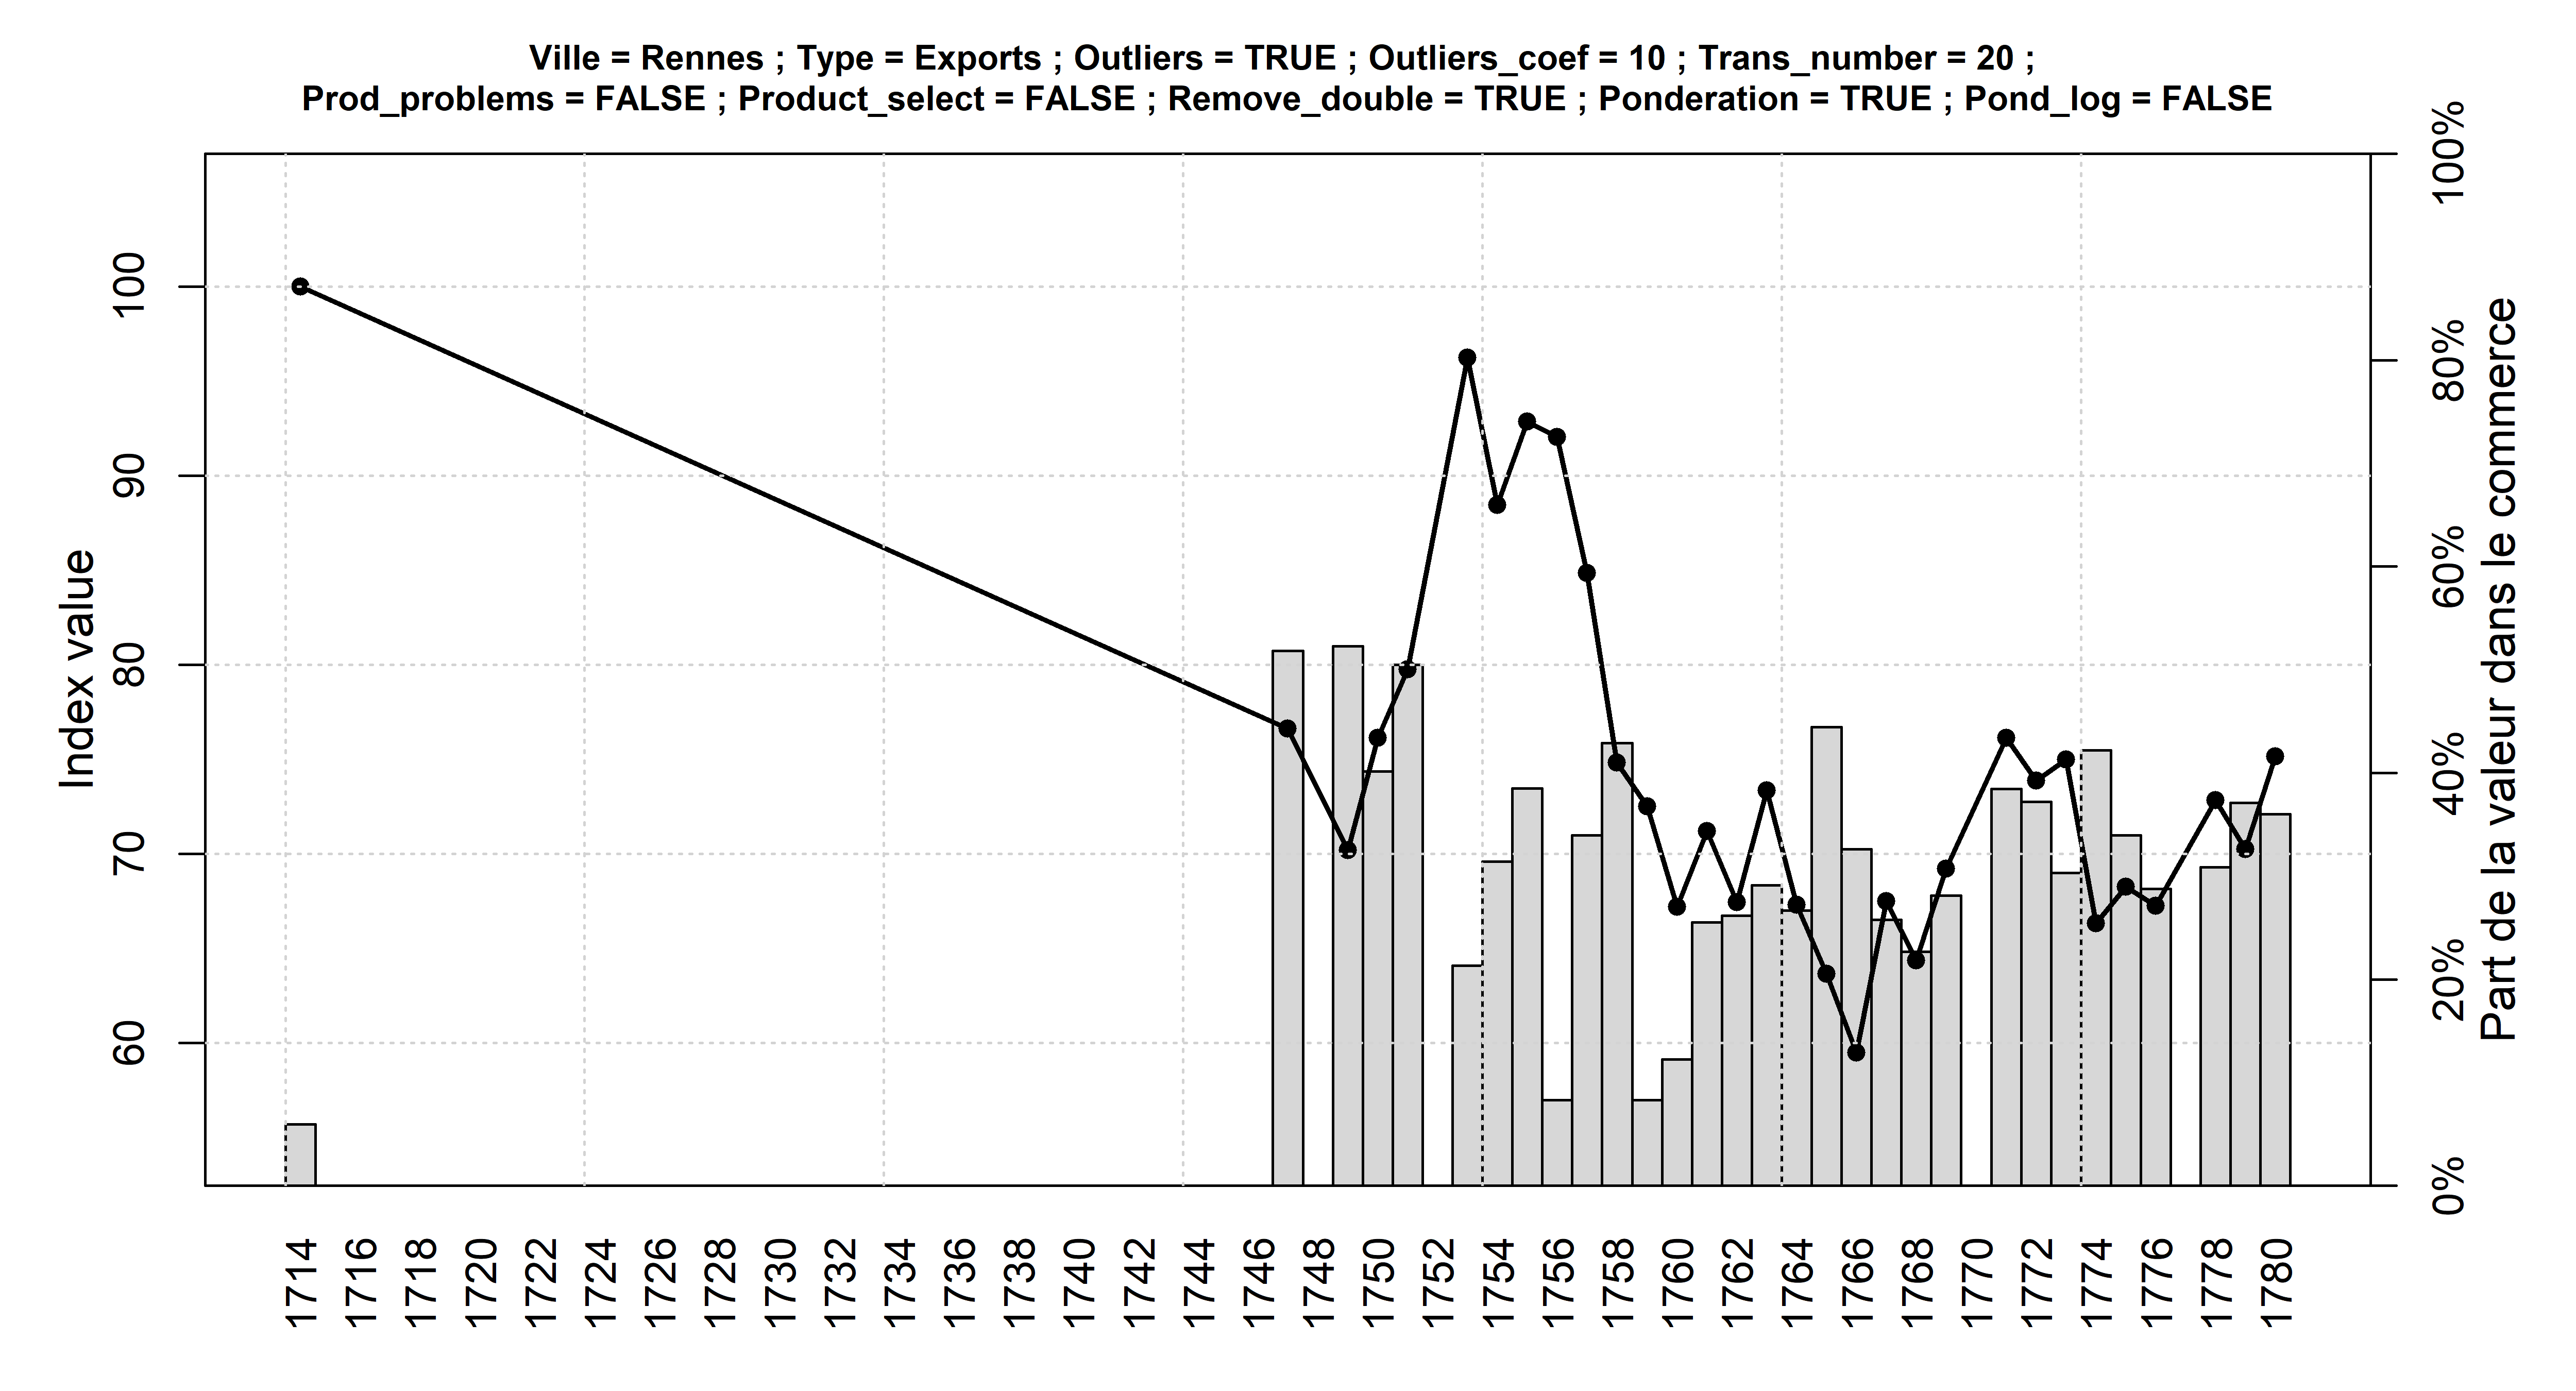 Ville = Rennes ; Type = Exports ; Outliers = TRUE ; Outliers_coef = 10 ; Trans_number = 20 ;
Prod_problems = FALSE ; Product_select = FALSE ; Remove_double = TRUE ; Ponderation = TRUE ; Pond_log = FALSE
Index value
100
90
80
70
60
100%
80%
60%
40%
20%
0%
Part de la valeur dans le commerce
1714 1716 1718 1720 1722 1724 1726 1728 1730 1732 1734 1736 1738 1740 1742 1744 1746 1748 1750 1752 1754 1756 1758 1760 1762 1764 1766 1768 1770 1772 1774 1776 1778 1780